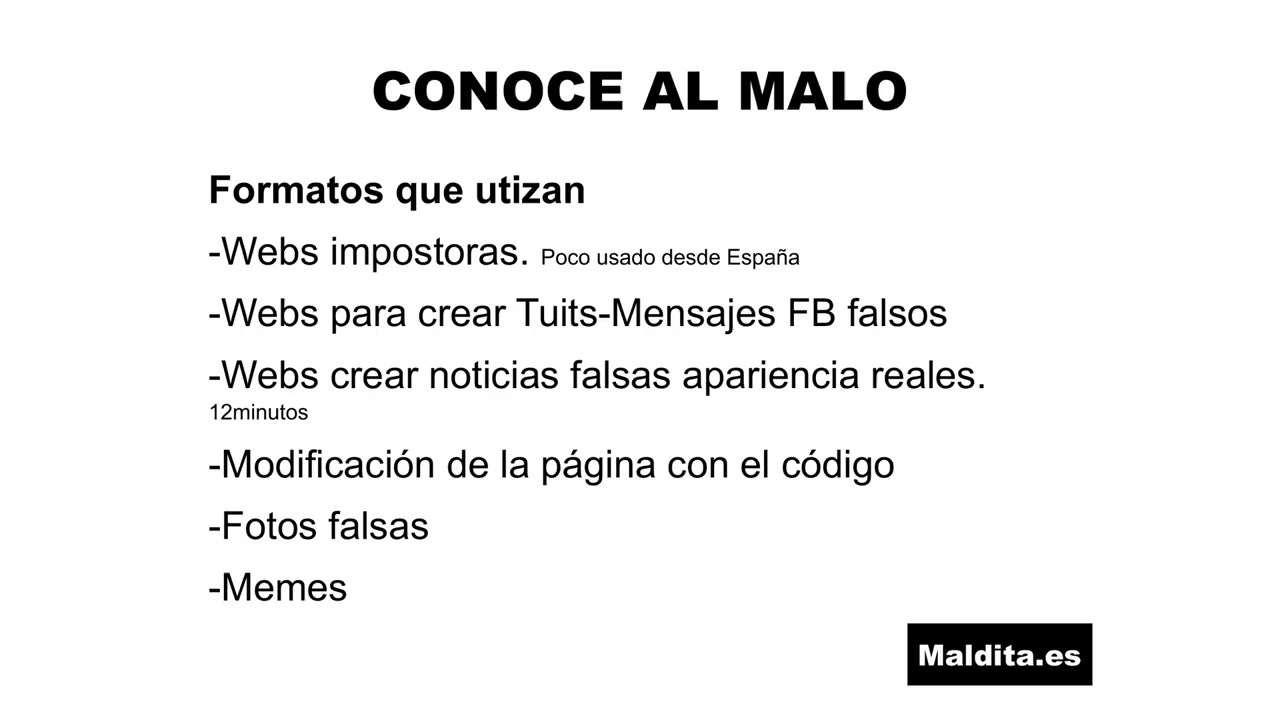 CONOCE AL MALO
Formatos que utizan
-Webs impostoras. Poco usado desde España
-Webs para crear Tuits-Mensajes FB falsos
-Webs crear noticias falsas apariencia reales.
12minutos
-Modificación de la página con el código
-Fotos falsas
-Memes
Maldita.es